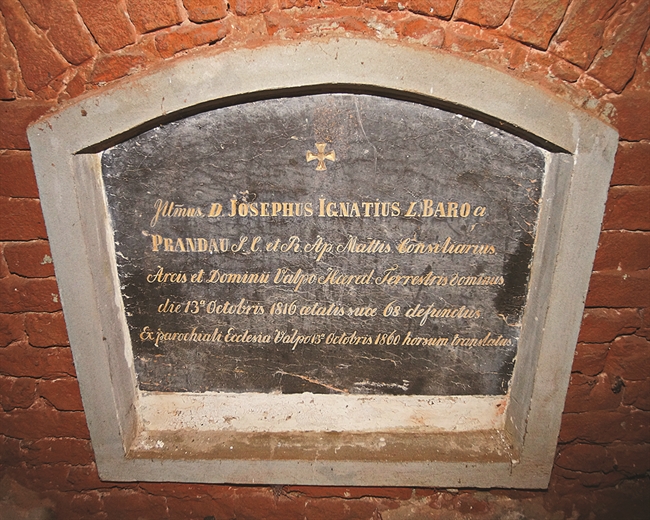 Illmus. D. JOSEPHUS IGNATIUS L. BARO a
PRANDAU S. C. et R. Ap. Mattis Consiliarius
Arcis et Dominii Valpo Hæred. Terrestris dominus
die 13ª Octobris 1816 ætatis suæ 68 defunctus
Ex parochiali Ecclesia Valpo 13ª Octobris 1860 horsum translatus.